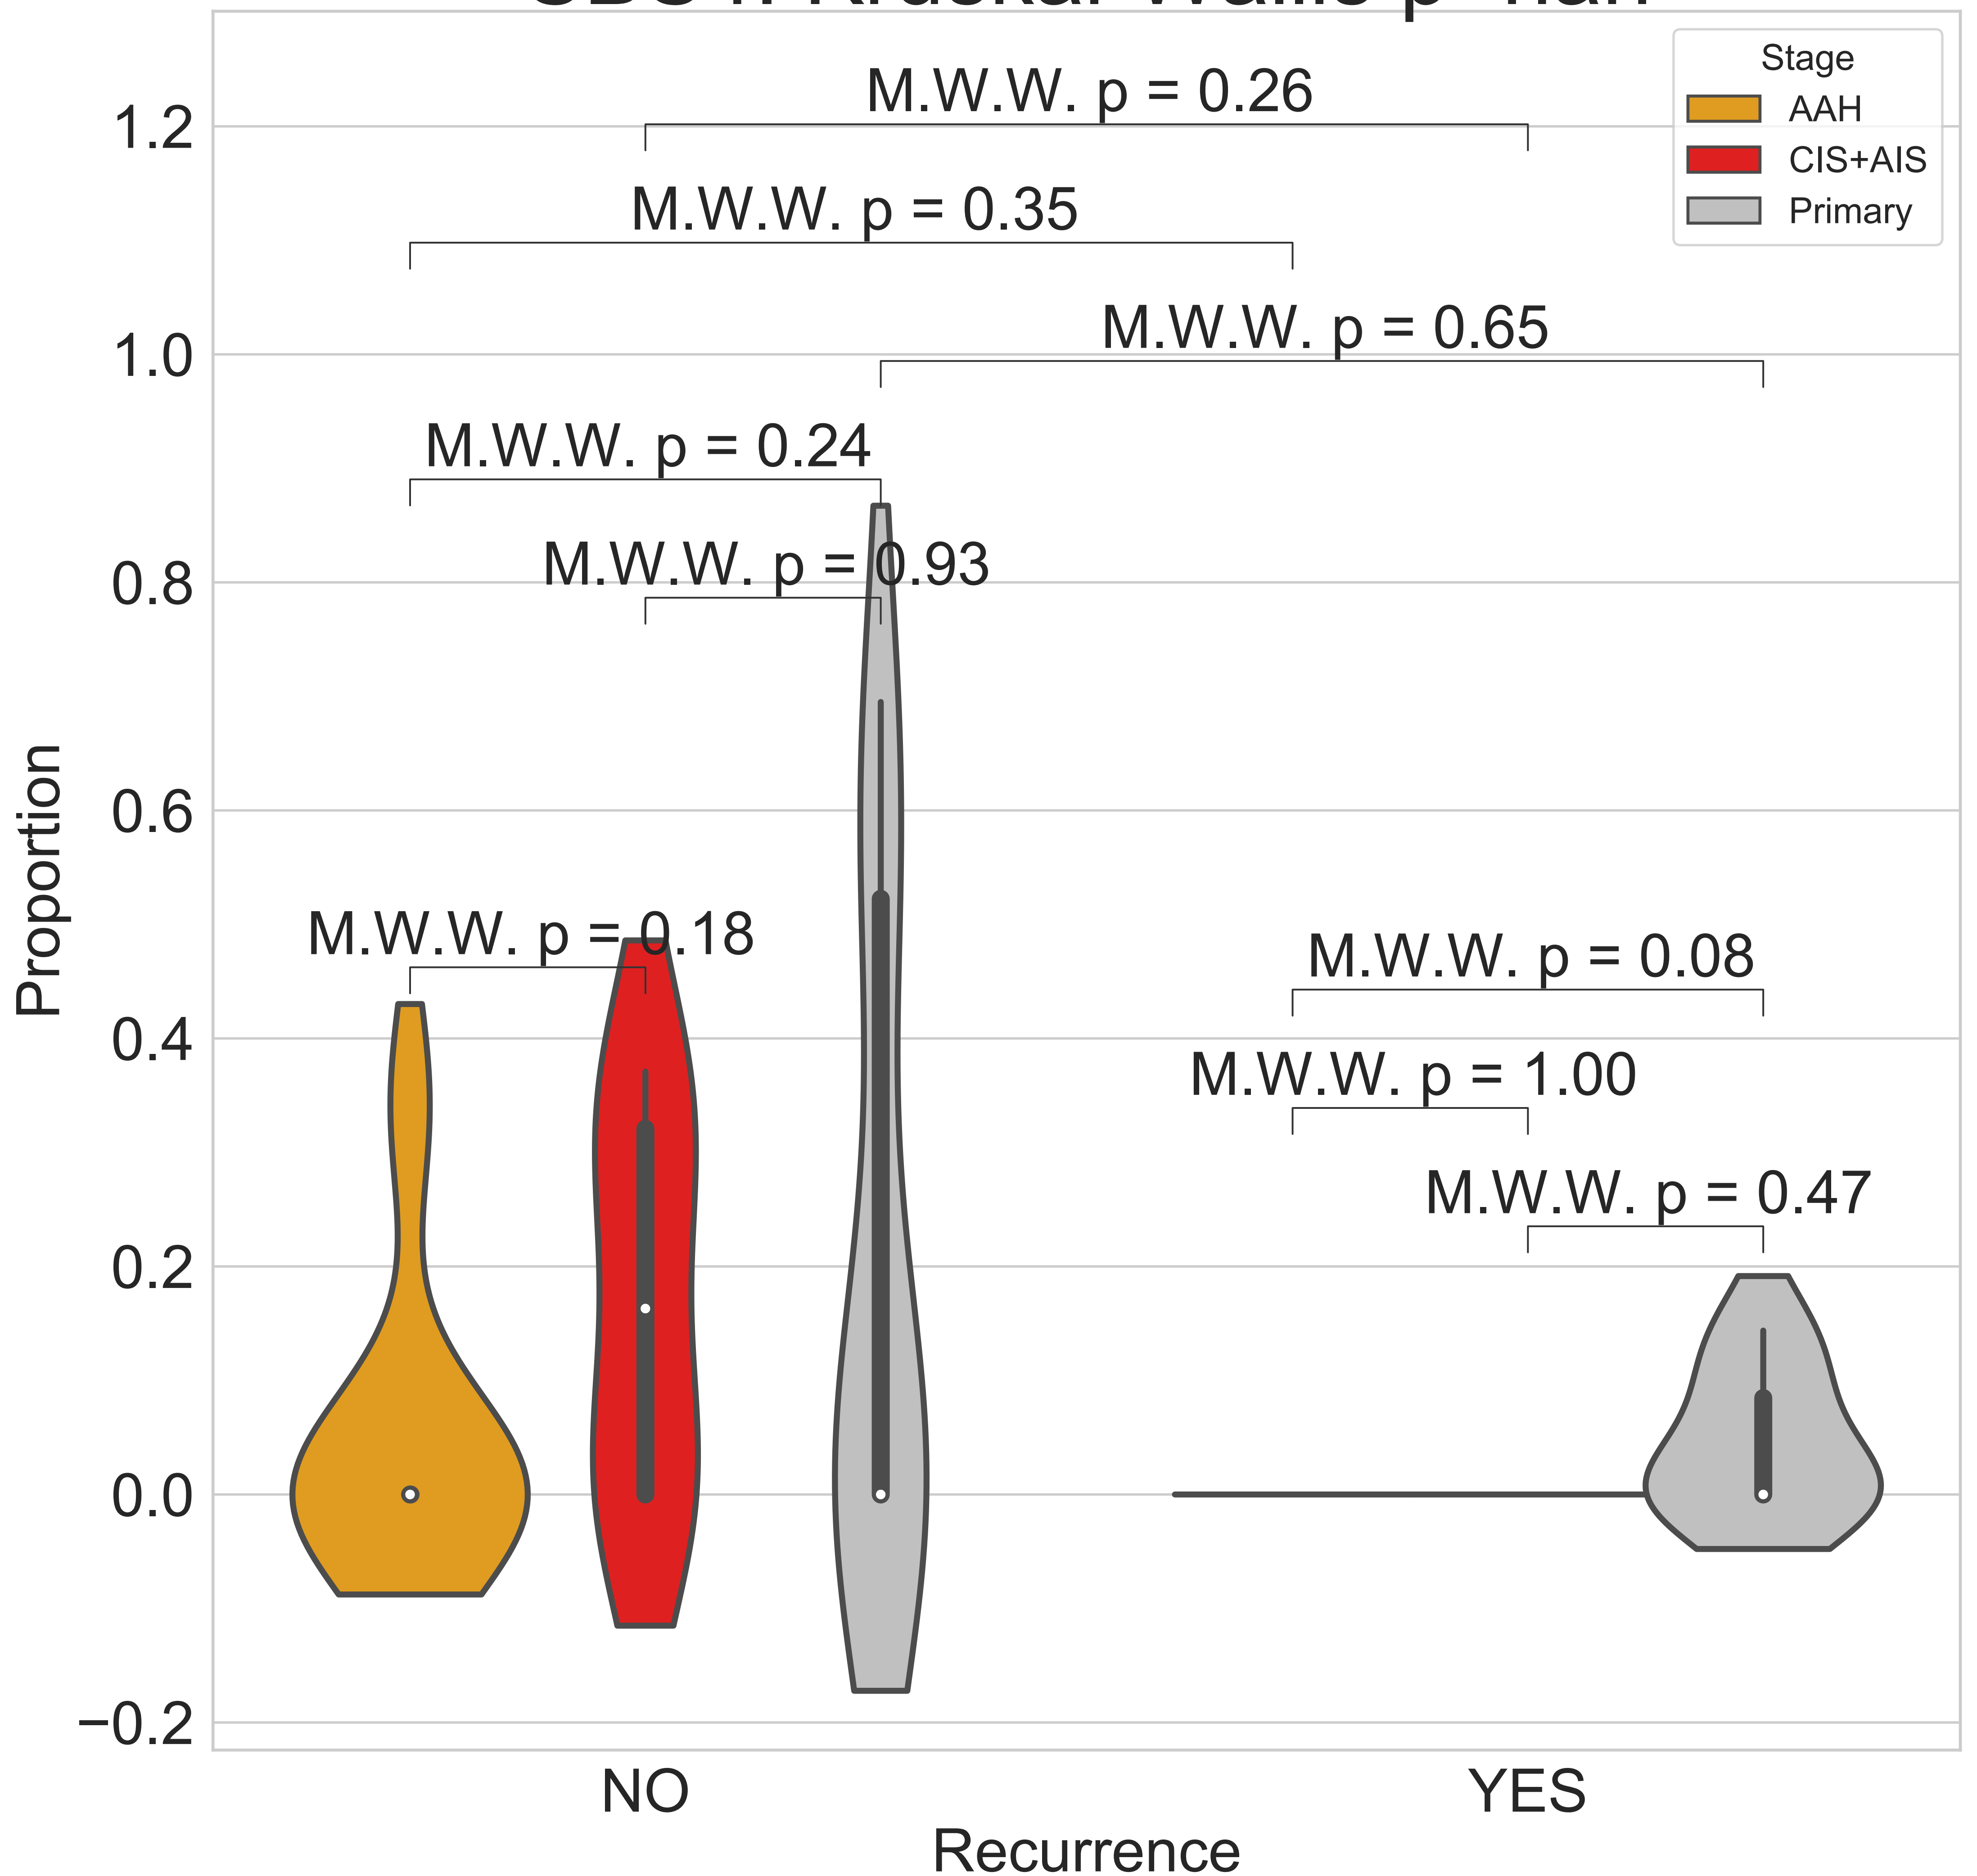 Stage
AAH
CIS+AIS
Primary
M.W.W. p = 0.26
M.W.W. p = 0.35
M.W.W. p = 0.65
M.W.W. p = 0.24
M.W.W. p = 0.93
M.W.W. p = 0.18
M.W.W. p = 0.08
M.W.W. p = 1.00
M.W.W. p = 0.47
1.2
1.0
0.8
0.6
0.4
0.2
0.0
−0.2
Proportion
NO
YES
Recurrence